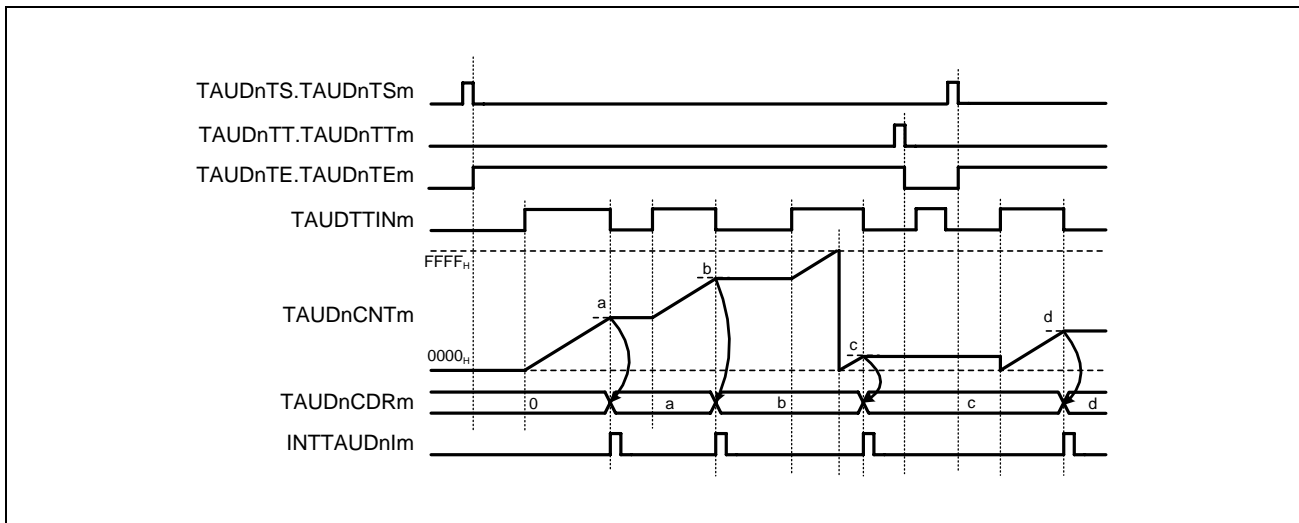 TAUDnTS.TAUDnTSm
TAUDnTT.TAUDnTTm
TAUDnTE.TAUDnTEm
TAUDTTINm
FFFFH
b
a
d
TAUDnCNTm
c
0000H
TAUDnCDRm
0 a b c d
INTTAUDnIm